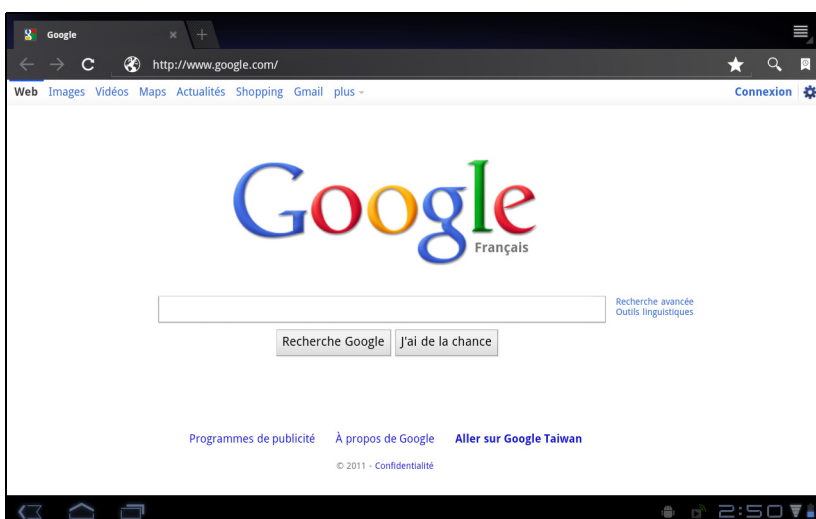 Google
http://www.google.com/
Web Images Vidéos Maps Actualités Shopping Gmail plus Connexion
Google
Français
Recherche avancée
Outils linguistiques
Recherche Google J'ai de la chance
Programmes de publicité À propos de Google Aller sur Google Taiwan
© 2011 - Confidentialité
2:50